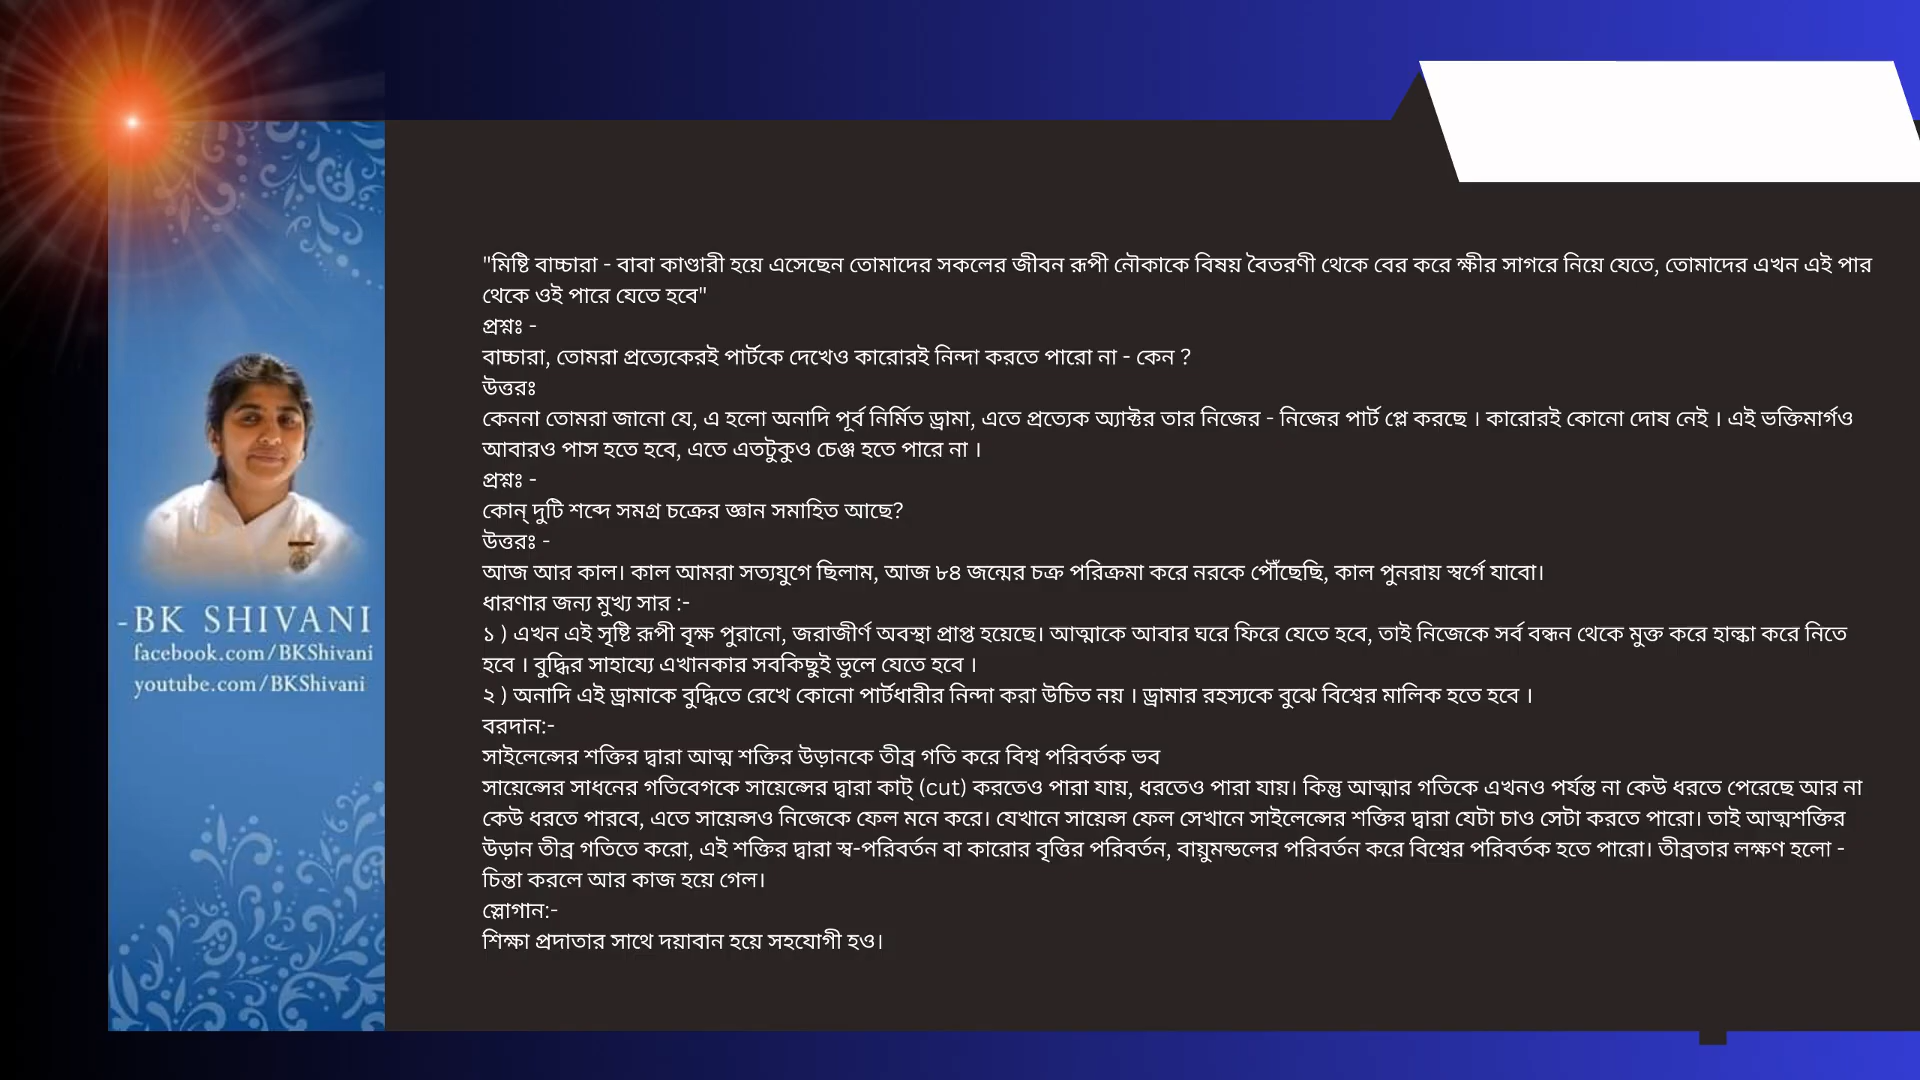 "মিষ্টি বাচ্চারা - বাবা কাণ্ডারী হয়ে এসেছেন তোমাদের সকলের জীবন রূপী নৌকাকে বিষয় বৈতরণী থেকে বের করে ক্ষীর সাগরে নিয়ে যেতে, তোমাদের এখন এই পার
থেকে ওই পারে যেতে হবে"
প্রশ্নঃ -
বাচ্চারা, তোমরা প্রত্যেকেরই পার্টকে দেখেও কারোরই নিন্দা করতে পারো না - কেন ?
উত্তরঃ
কেননা তোমরা জানো যে, এ হলো অনাদি পূর্ব নির্মিত ড্রামা, এতে প্রত্যেক অ্যাক্টর তার নিজের - নিজের পার্ট প্লে করছে । কারোরই কোনো দোষ নেই । এই ভক্তিমার্গও
আবারও পাস হতে হবে, এতে এতটুকুও চেঞ্জ হতে পারে না ।
প্রশ্নঃ -
কোন্ দুটি শব্দে সমগ্র চক্রের জ্ঞান সমাহিত আছে?
উত্তরঃ -
আজ আর কাল। কাল আমরা সত্যযুগে ছিলাম, আজ ৮৪ জন্মের চক্র পরিক্রমা করে নরকে পৌঁছেছি, কাল পুনরায় স্বর্গে যাবো।
ধারণার জন্য মুখ্য সার :-
১ ) এখন এই সৃষ্টি রূপী বৃক্ষ পুরানো, জরাজীর্ণ অবস্থা প্রাপ্ত হয়েছে। আত্মাকে আবার ঘরে ফিরে যেতে হবে, তাই নিজেকে সর্ব বন্ধন থেকে মুক্ত করে হাল্কা করে নিতে
হবে । বুদ্ধির সাহায্যে এখানকার সবকিছুই ভুলে যেতে হবে ।
২ ) অনাদি এই ড্রামাকে বুদ্ধিতে রেখে কোনো পার্টধারীর নিন্দা করা উচিত নয় । ড্রামার রহস্যকে বুঝে বিশ্বের মালিক হতে হবে ।
বরদান:-
সাইলেন্সের শক্তির দ্বারা আত্ম শক্তির উড়ানকে তীব্র গতি করে বিশ্ব পরিবর্তক ভব
সায়েন্সের সাধনের গতিবেগকে সায়েন্সের দ্বারা কাট্ (cut) করতেও পারা যায়, ধরতেও পারা যায়। কিন্তু আত্মার গতিকে এখনও পর্যন্ত না কেউ ধরতে পেরেছে আর না
কেউ ধরতে পারবে, এতে সায়েন্সও নিজেকে ফেল মনে করে। যেখানে সায়েন্স ফেল সেখানে সাইলেন্সের শক্তির দ্বারা যেটা চাও সেটা করতে পারো। তাই আত্মশক্তির
উড়ান তীব্র গতিতে করো, এই শক্তির দ্বারা স্ব-পরিবর্তন বা কারোর বৃত্তির পরিবর্তন, বায়ুমন্ডলের পরিবর্তন করে বিশ্বের পরিবর্তক হতে পারো। তীব্রতার লক্ষণ হলো -
চিন্তা করলে আর কাজ হয়ে গেল।
স্লোগান:-
শিক্ষা প্রদাতার সাথে দয়াবান হয়ে সহযোগী হও।
-BK SHIVANI
facebook.com/BKShivani
youtube.com/BKShivani